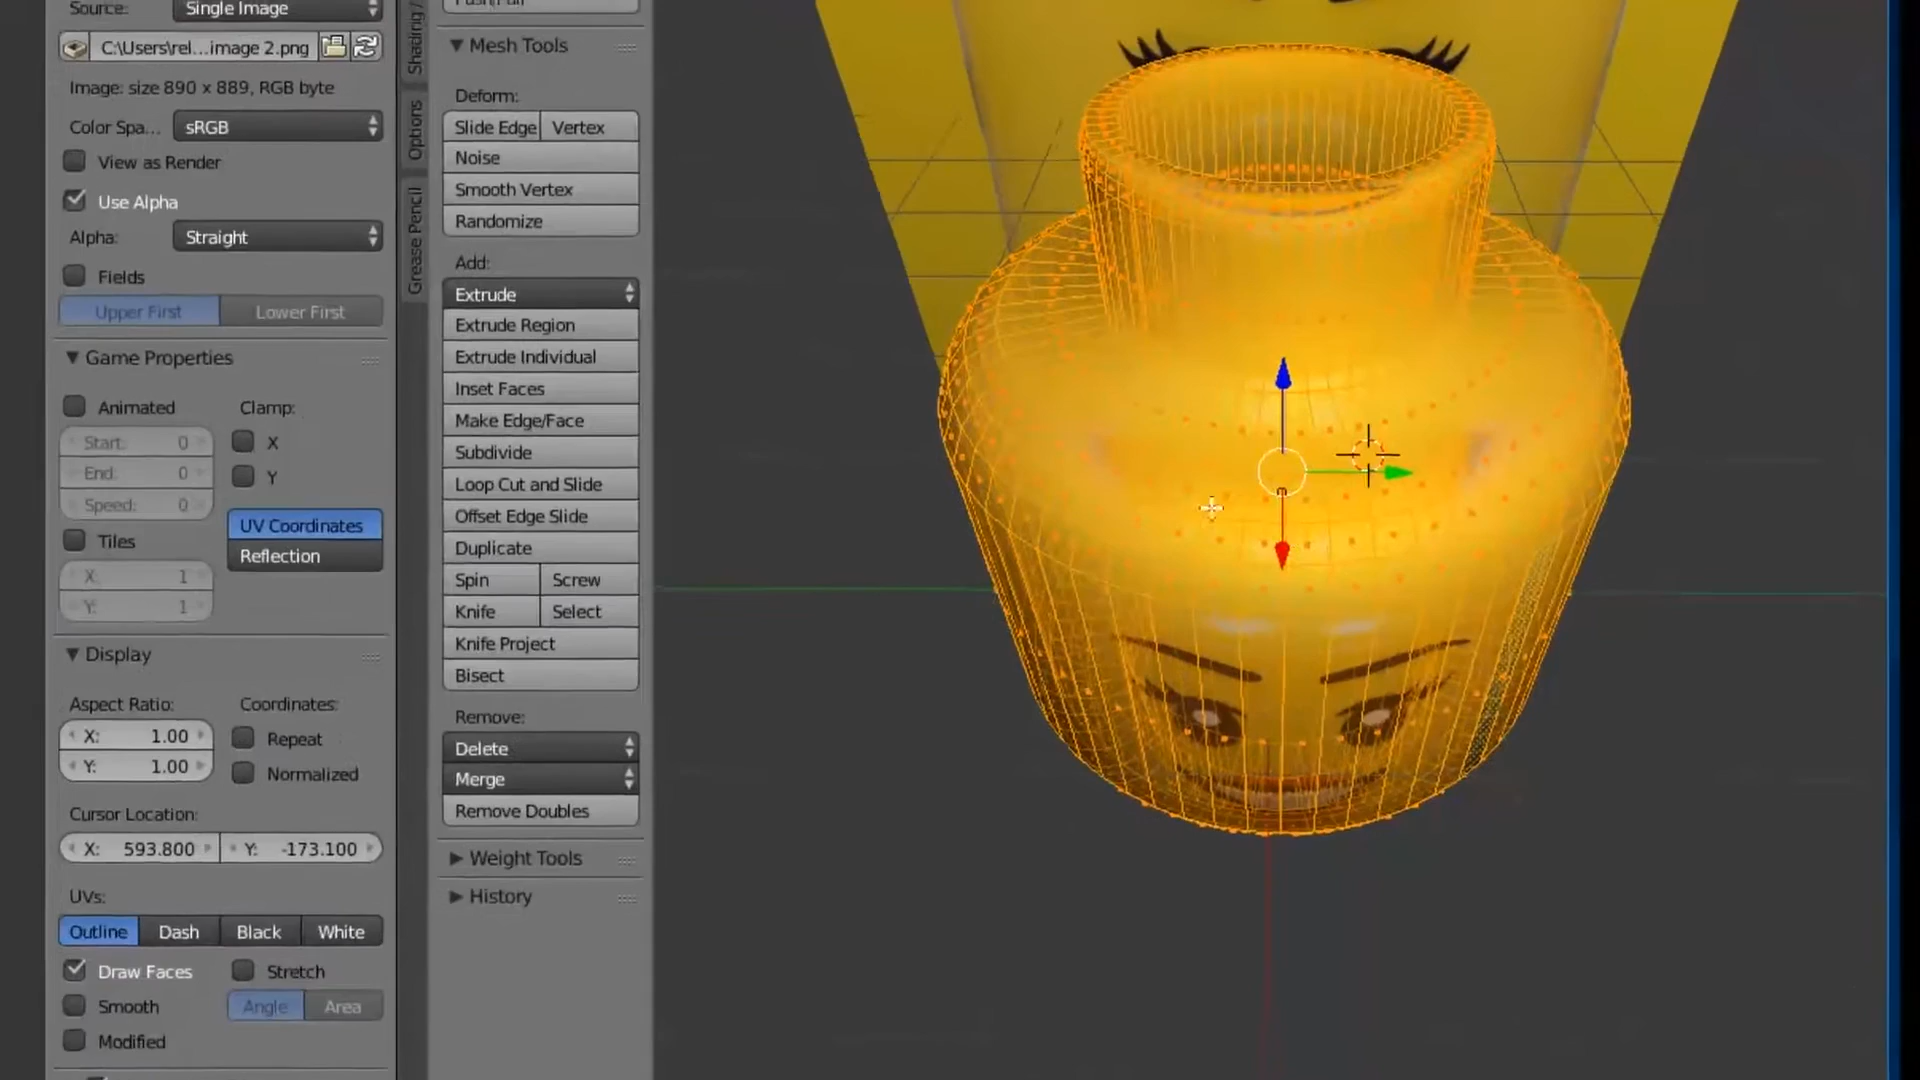 Source: Single Image
C:\Users\rel...image 2.png
Image: size 890 x 889, RGB byte
Color Spa... sRGB
View as Render
Use Alpha
Alpha: Straight
Fields
Upper First Lower First
Game Properties
Animated Clamp:
Start: 0 X
End: 0 Y
Speed: 0
UV Coordinates
Tiles Reflection
X: 1
Y: 1
Display
Aspect Ratio: Coordinates:
X: 1.00 Repeat
Y: 1.00 Normalized
Cursor Location:
X: 593.800 Y: -173.100
UVs:
Outline Dash Black White
Draw Faces Stretch
Smooth Angle Area
Modified
Shading /
Options
Grease Pencil
Push/Pull
Mesh Tools
Deform:
Slide Edge Vertex
Noise
Smooth Vertex
Randomize
Add:
Extrude
Extrude Region
Extrude Individual
Inset Faces
Make Edge/Face
Subdivide
Loop Cut and Slide
Offset Edge Slide
Duplicate
Spin Screw
Knife Select
Knife Project
Bisect
Remove:
Delete
Merge
Remove Doubles
Weight Tools
History